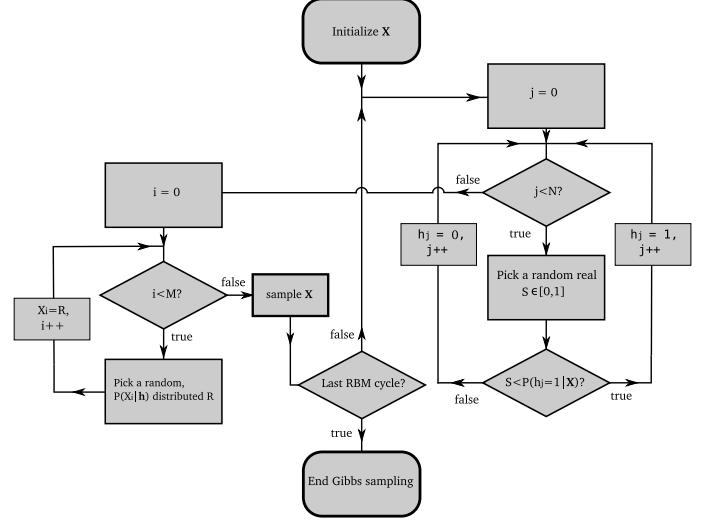 Initialize X
j = 0
i = 0
false
j<N?
true
hj = 0,
j++
hj = 1,
j++
Pick a random real
S∈[0,1]
i<M?
false
sample X
true
Xi=R,
i++
false
Pick a random,
P(Xi|h) distributed R
Last RBM cycle?
S<P(hj=1|X)?
false
true
true
End Gibbs sampling